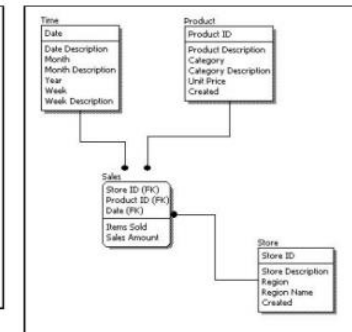 Time
Date
Date Description
Month
Month Description
Year
Week
Week Description
Product
Product ID
Product Description
Category
Category Description
Unit Price
Created
Sales
Store ID (FK)
Product ID (FK)
Date (FK)
Items Sold
Sales Amount
Store
Store ID
Store Description
Region
Region Name
Created